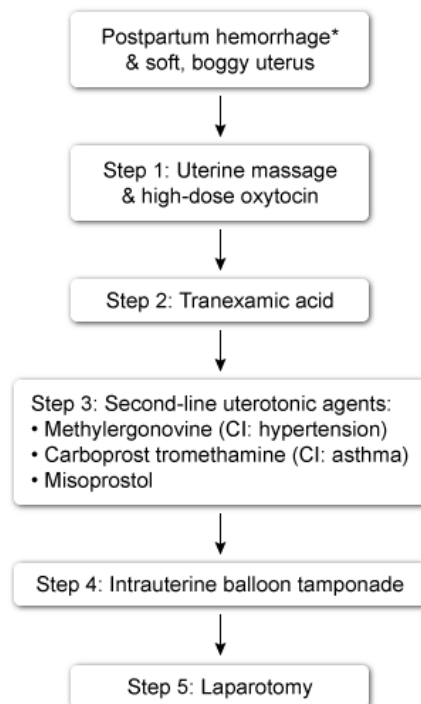 Postpartum hemorrhage*
& soft, boggy uterus
Step 1: Uterine massage
& high-dose oxytocin
Step 2: Tranexamic acid
Step 3: Second-line uterotonic agents:
• Methylergonovine (CI: hypertension)
• Carboprost tromethamine (CI: asthma)
• Misoprostol
Step 4: Intrauterine balloon tamponade
Step 5: Laparotomy